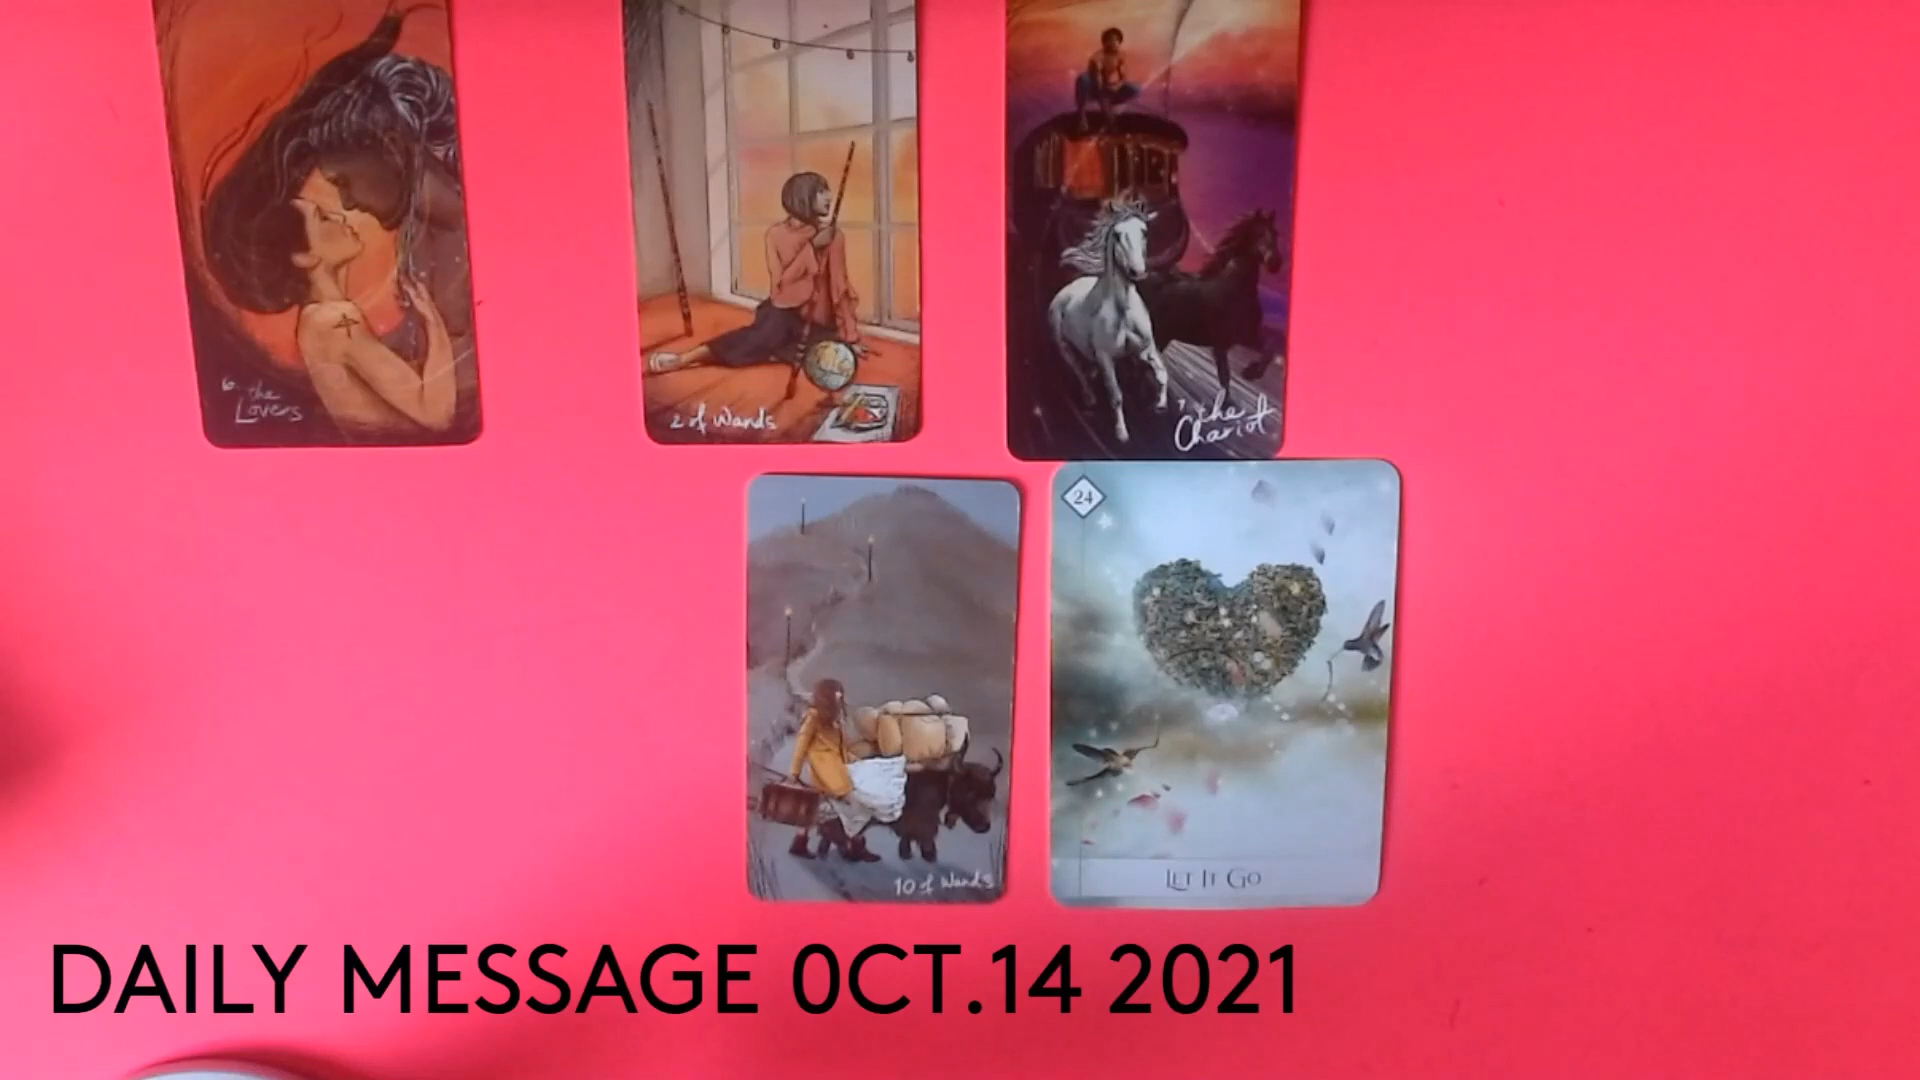 6. the
Lovers
2 of Wands
7 the
Chariot
24
10 of Wands
LET IT GO
DAILY MESSAGE 0CT.14 2021